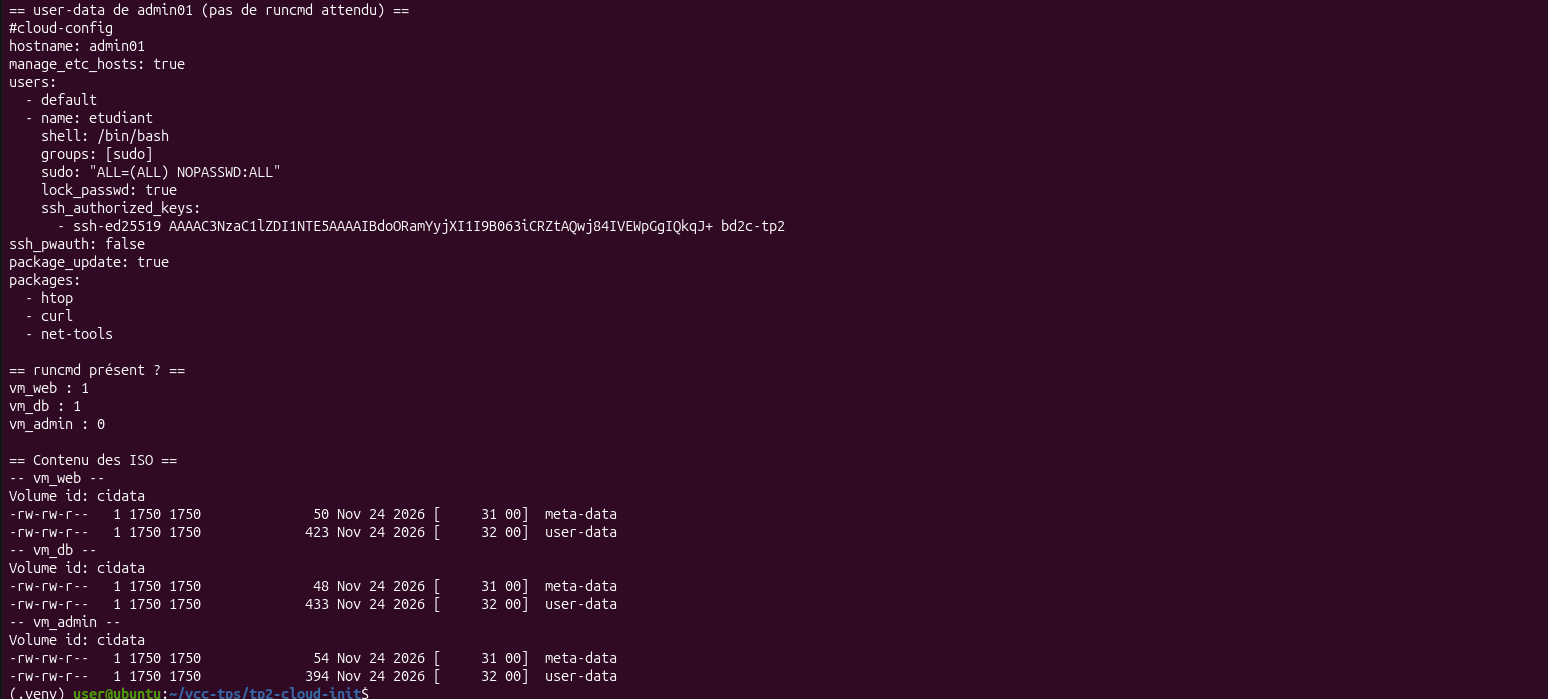 == user-data de admin01 (pas de runcmd attendu) ==
#cloud-config
hostname: admin01
manage_etc_hosts: true
users:
  - default
  - name: etudiant
    shell: /bin/bash
    groups: [sudo]
    sudo: "ALL=(ALL) NOPASSWD:ALL"
    lock_passwd: true
    ssh_authorized_keys:
      - ssh-ed25519 AAAAC3NzaC1lZDI1NTE5AAAAIBdoORamYyjXI1I9B063iCRZtAQwj84IVEWpGgIQkqJ+ bd2c-tp2
ssh_pwauth: false
package_update: true
packages:
  - htop
  - curl
  - net-tools

== runcmd présent ? ==
vm_web : 1
vm_db : 1
vm_admin : 0

== Contenu des ISO ==
-- vm_web --
Volume id: cidata
-rw-rw-r--   1 1750 1750              50 Nov 24 2026 [     31 00]  meta-data
-rw-rw-r--   1 1750 1750             423 Nov 24 2026 [     32 00]  user-data
-- vm_db --
Volume id: cidata
-rw-rw-r--   1 1750 1750              48 Nov 24 2026 [     31 00]  meta-data
-rw-rw-r--   1 1750 1750             433 Nov 24 2026 [     32 00]  user-data
-- vm_admin --
Volume id: cidata
-rw-rw-r--   1 1750 1750              54 Nov 24 2026 [     31 00]  meta-data
-rw-rw-r--   1 1750 1750             394 Nov 24 2026 [     32 00]  user-data
(.venv) user@ubuntu:~/vcc-tps/tp2-cloud-init$